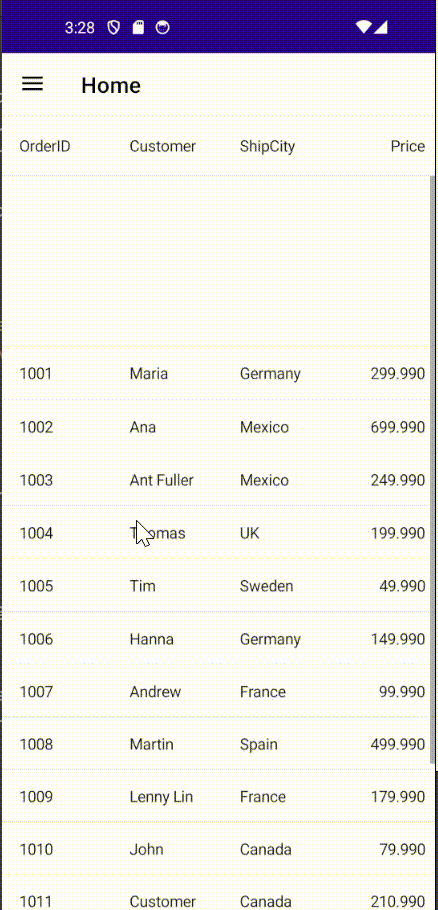 3:28
Home
OrderID Customer ShipCity Price
1001 Maria Germany 299.990
1002 Ana Mexico 699.990
1003 Ant Fuller Mexico 249.990
1004 Thomas UK 199.990
1005 Tim Sweden 49.990
1006 Hanna Germany 149.990
1007 Andrew France 99.990
1008 Martin Spain 499.990
1009 Lenny Lin France 179.990
1010 John Canada 79.990
1011 Customer Canada 210.990